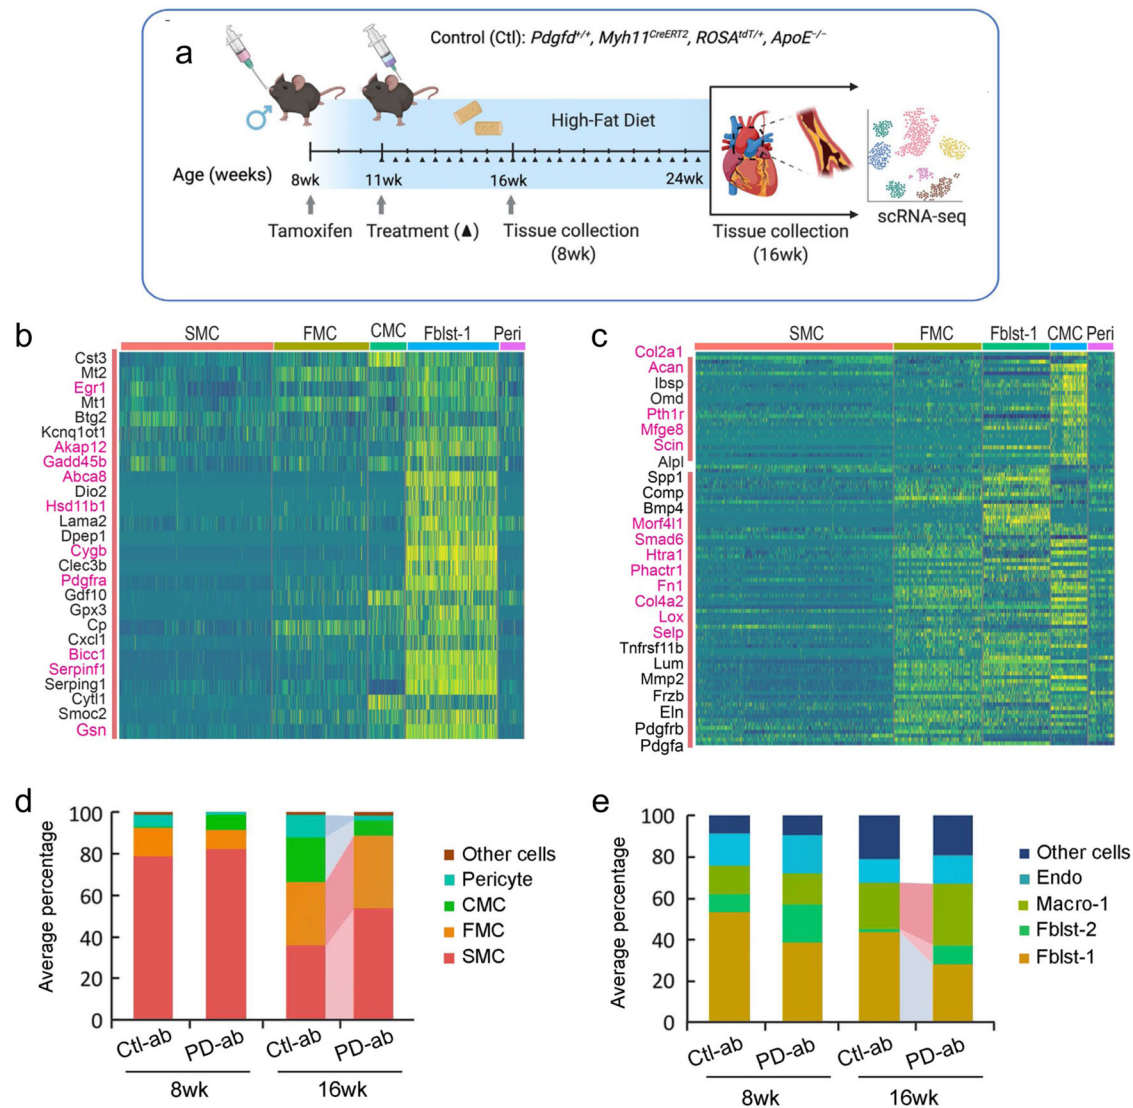 a
Control (Ctl): Pdgfd+/+, Myh11CreERT2, ROSAtdT/+, ApoE−/−
High-Fat Diet
Age (weeks)
8wk
11wk
16wk
24wk
Tamoxifen
Treatment (▲)
Tissue collection
(8wk)
Tissue collection
(16wk)
scRNA-seq
b
SMC
FMC
CMC
Fblst-1
Peri
Cst3
Mt2
Egr1
Mt1
Btg2
Kcnq1ot1
Akap12
Gadd45b
Abca8
Dio2
Hsd11b1
Lama2
Dpep1
Cygb
Clec3b
Pdgfra
Gdf10
Gpx3
Cp
Cxcl1
Bicc1
Serpinf1
Serping1
Cytl1
Smoc2
Gsn
c
SMC
FMC
Fblst-1
CMC
Peri
Col2a1
Acan
Ibsp
Omd
Pth1r
Mfge8
Scin
Alpl
Spp1
Comp
Bmp4
Morf4l1
Smad6
Htra1
Phactr1
Fn1
Col4a2
Lox
Selp
Tnfrsf11b
Lum
Mmp2
Frzb
Eln
Pdgfrb
Pdgfa
d
Average percentage
100
80
60
40
20
0
Ctl-ab
PD-ab
Ctl-ab
PD-ab
8wk
16wk
Other cells
Pericyte
CMC
FMC
SMC
e
Average percentage
100
80
60
40
20
0
Ctl-ab
PD-ab
Ctl-ab
PD-ab
8wk
16wk
Other cells
Endo
Macro-1
Fblst-2
Fblst-1